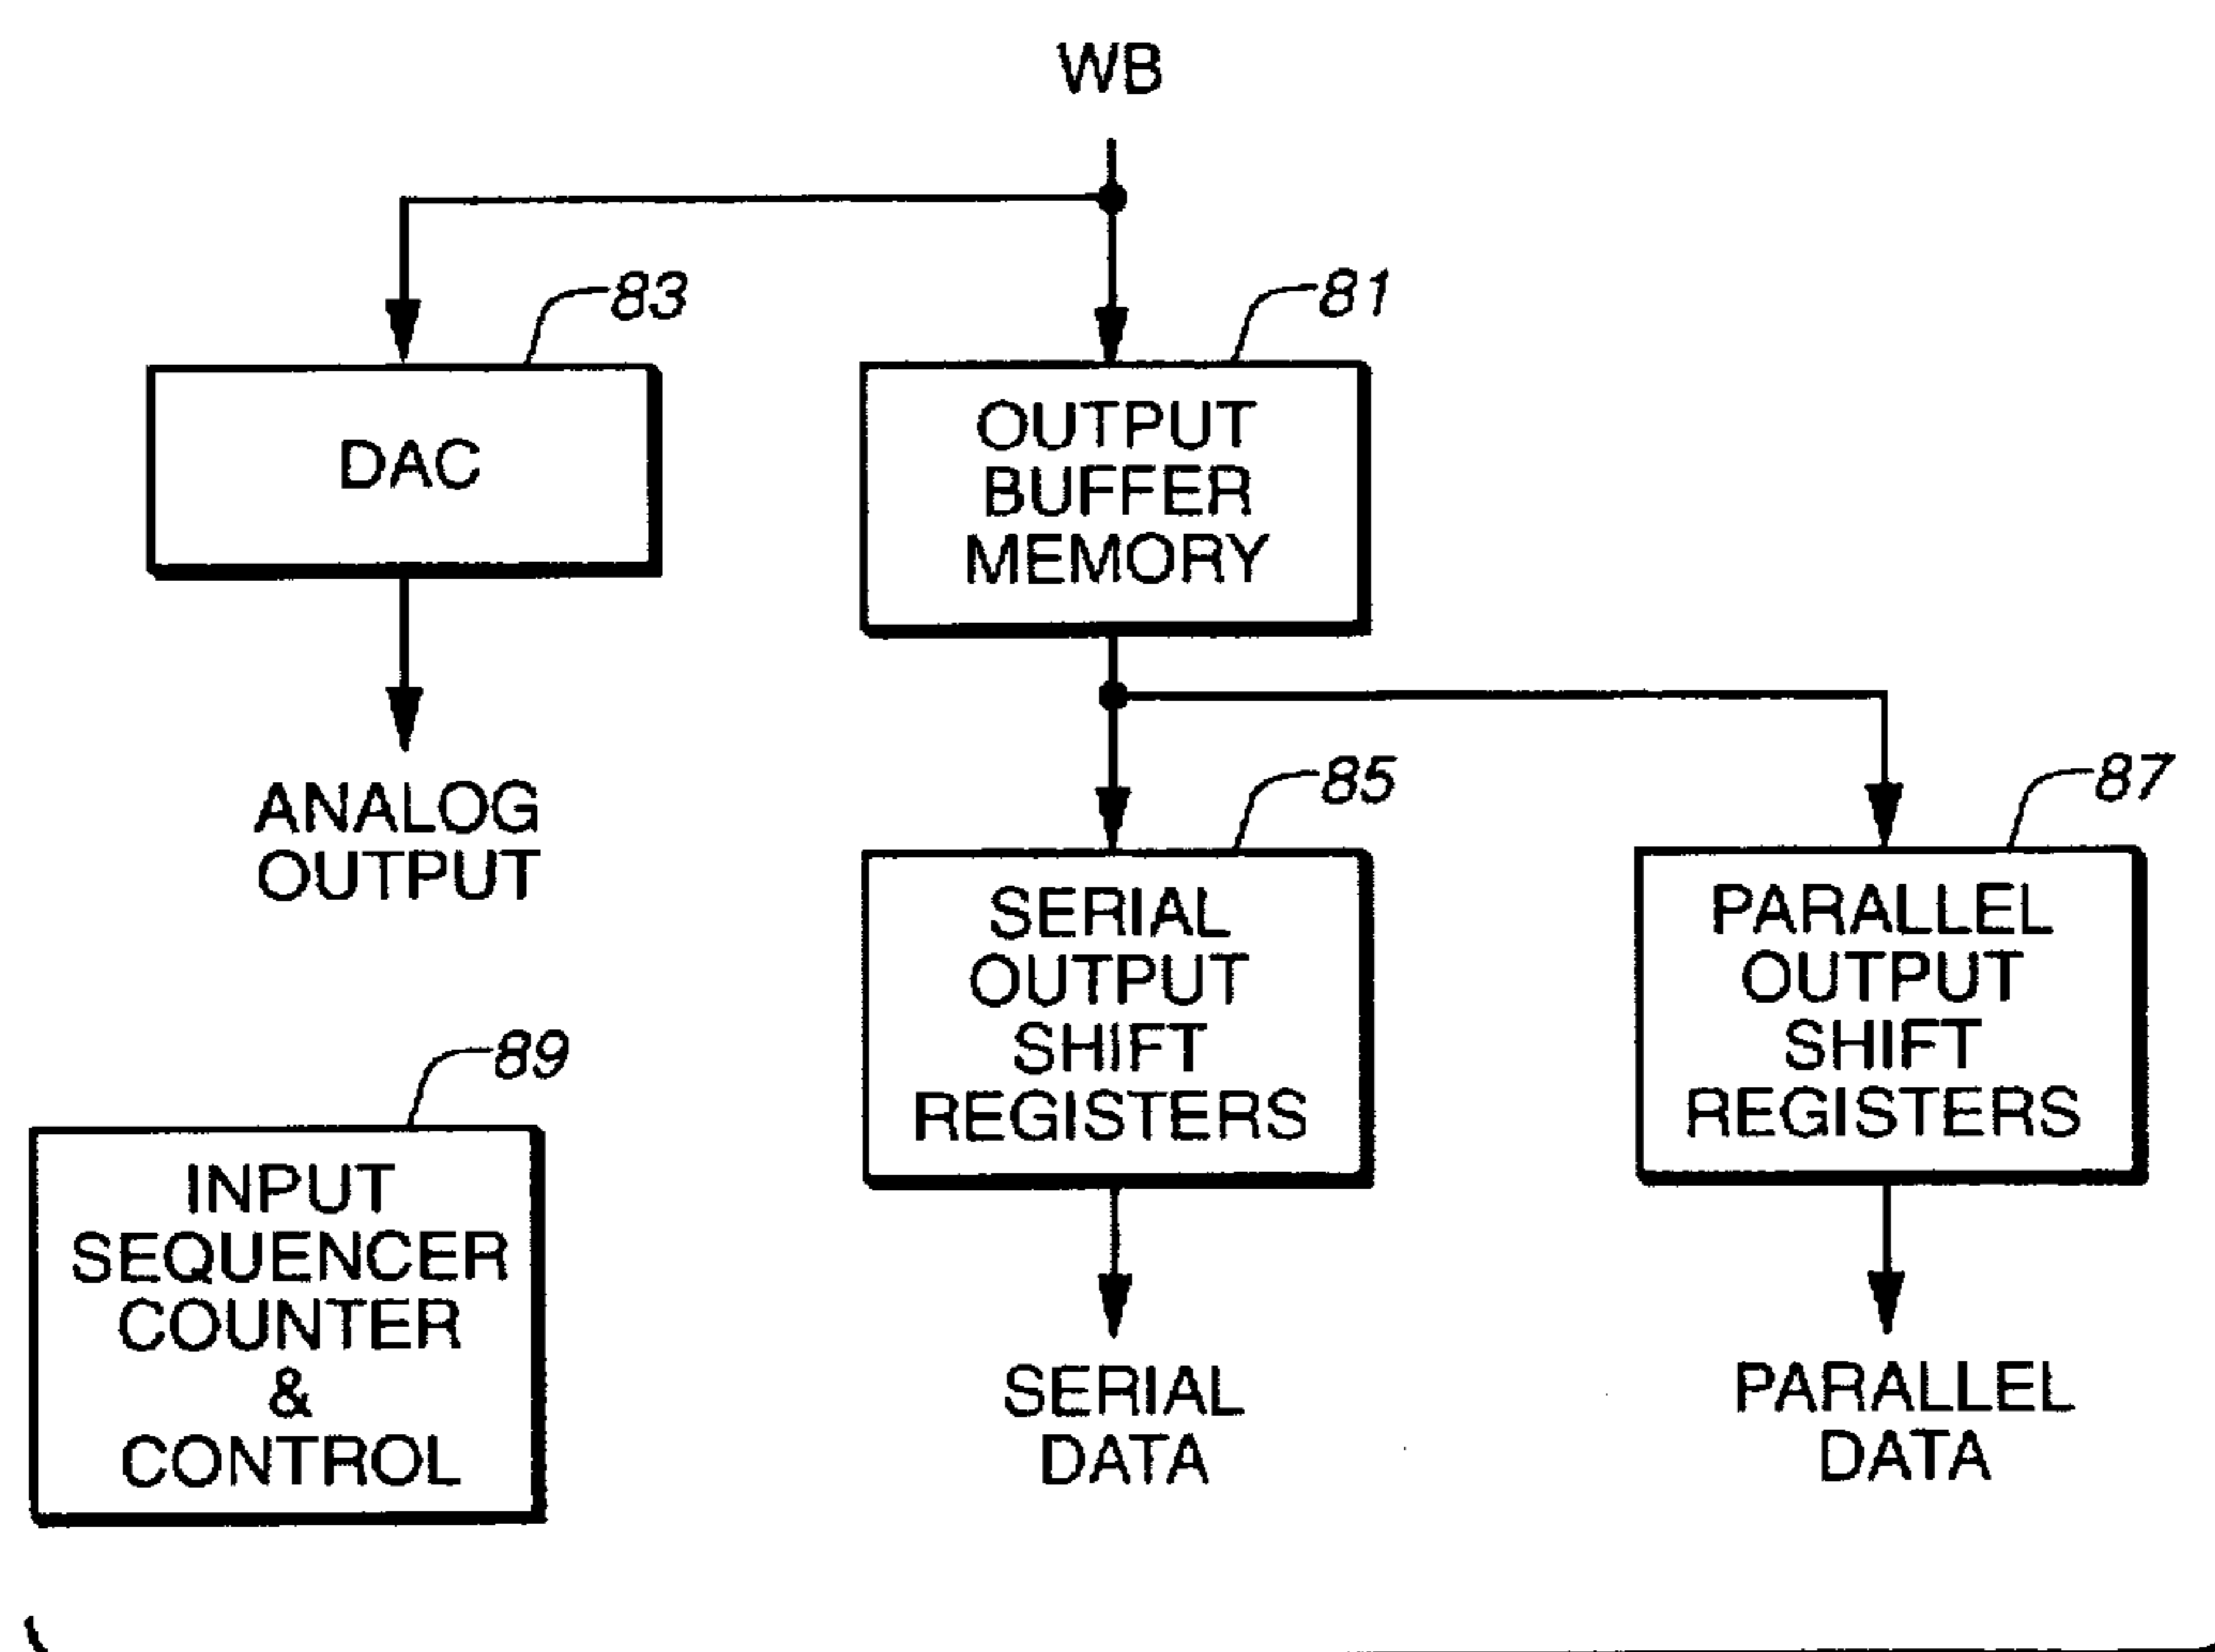 WB
83
81
DAC
OUTPUT
BUFFER
MEMORY
ANALOG
OUTPUT
85
87
SERIAL
OUTPUT
SHIFT
REGISTERS
PARALLEL
OUTPUT
SHIFT
REGISTERS
89
INPUT
SEQUENCER
COUNTER
&
CONTROL
SERIAL
DATA
PARALLEL
DATA